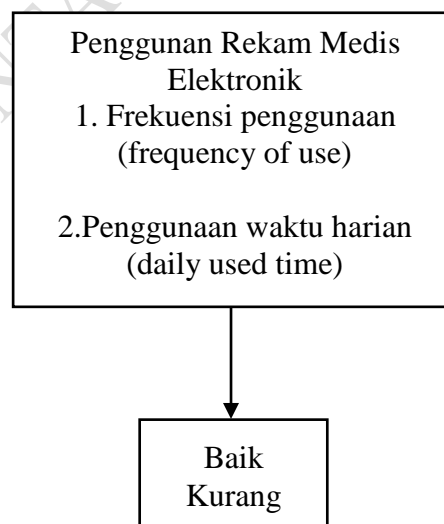 Penggunan Rekam Medis
Elektronik
1. Frekuensi penggunaan
(frequency of use)
2.Penggunaan waktu harian
(daily used time)
Baik
Kurang